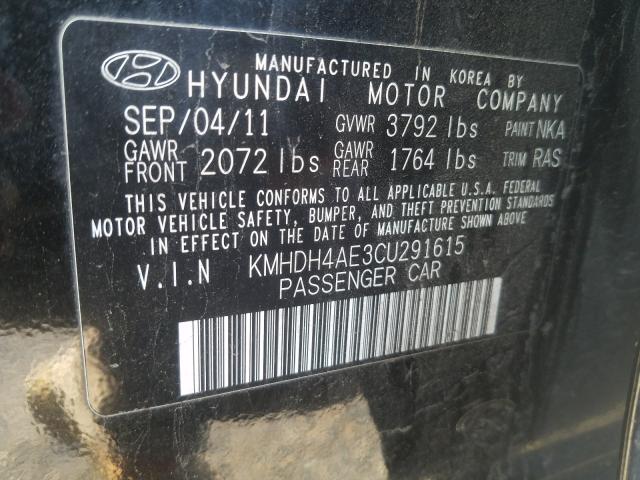 MANUFACTURED IN KOREA BY
HYUNDAI MOTOR COMPANY
SEP/04/11 GVWR 3792 lbs PAINT NKA
GAWR FRONT 2072 lbs GAWR REAR 1764 lbs TRIM RAS
THIS VEHICLE CONFORMS TO ALL APPLICABLE U.S.A. FEDERAL
MOTOR VEHICLE SAFETY, BUMPER, AND THEFT PREVENTION STANDARDS
IN EFFECT ON THE DATE OF MANUFACTURE SHOWN ABOVE.
V.I.N KMHDH4AE3CU291615
PASSENGER CAR